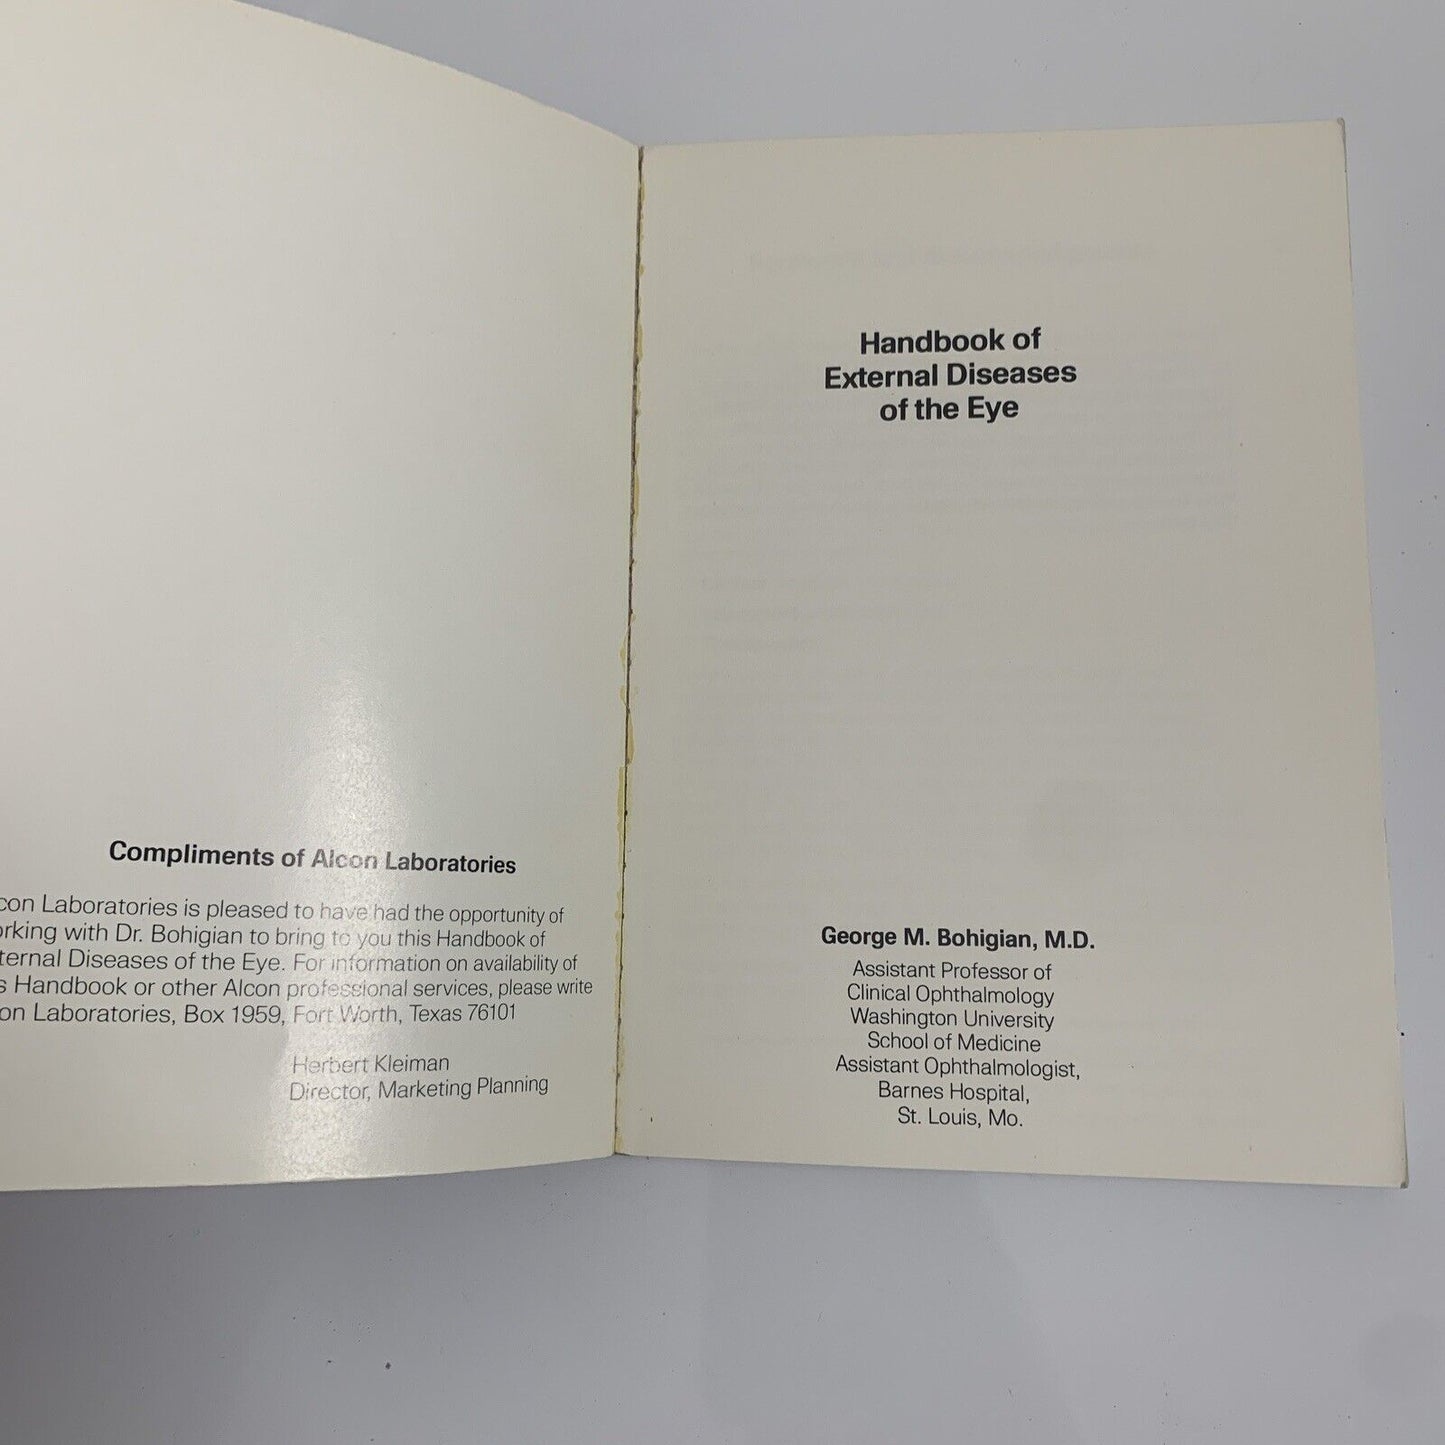 Compliments of Alcon Laboratories
con Laboratories is pleased to have had the opportunity of
orking with Dr. Bohigian to bring to you this Handbook of
ternal Diseases of the Eye. For information on availability of
s Handbook or other Alcon professional services, please write
on Laboratories, Box 1959, Fort Worth, Texas 76101
Herbert Kleiman
Director, Marketing Planning
Handbook of
External Diseases
of the Eye
George M. Bohigian, M.D.
Assistant Professor of
Clinical Ophthalmology
Washington University
School of Medicine
Assistant Ophthalmologist,
Barnes Hospital,
St. Louis, Mo.